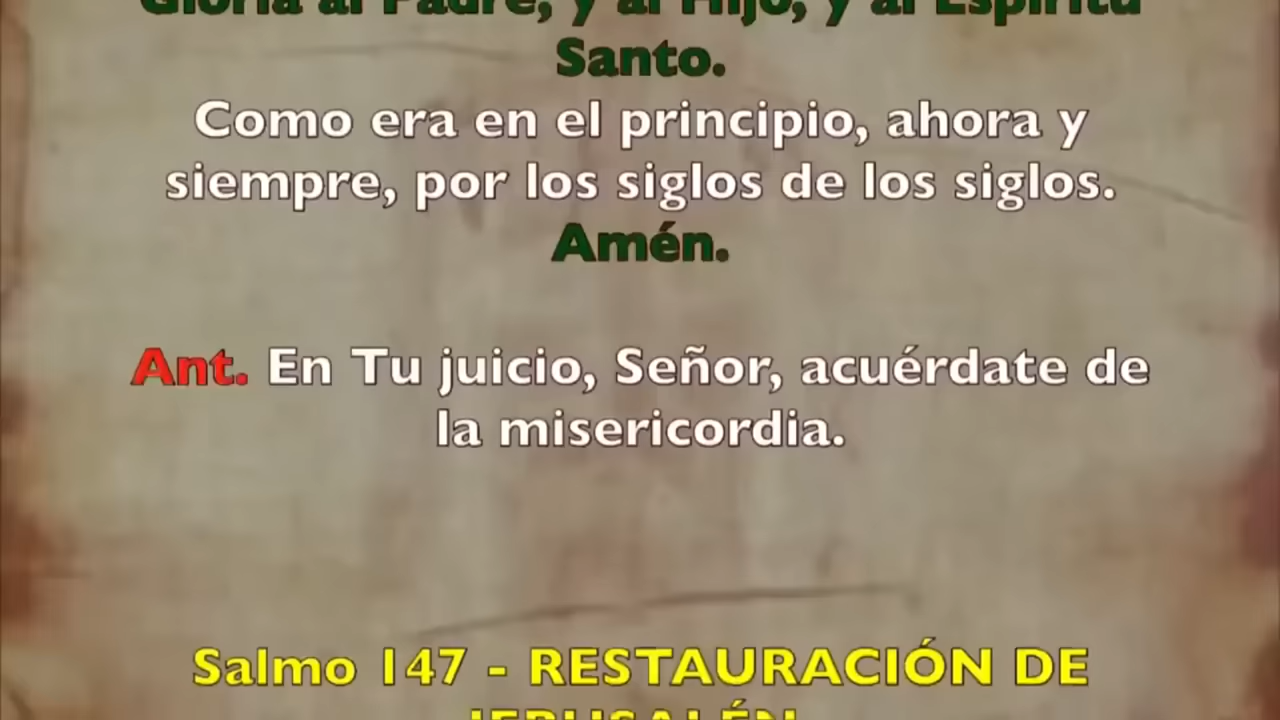 Gloria al Padre, y al Hijo, y al Espíritu
Santo.
Como era en el principio, ahora y
siempre, por los siglos de los siglos.
Amén.
Ant. En Tu juicio, Señor, acuérdate de
la misericordia.
Salmo 147 - RESTAURACIÓN DE
JERUSALÉN